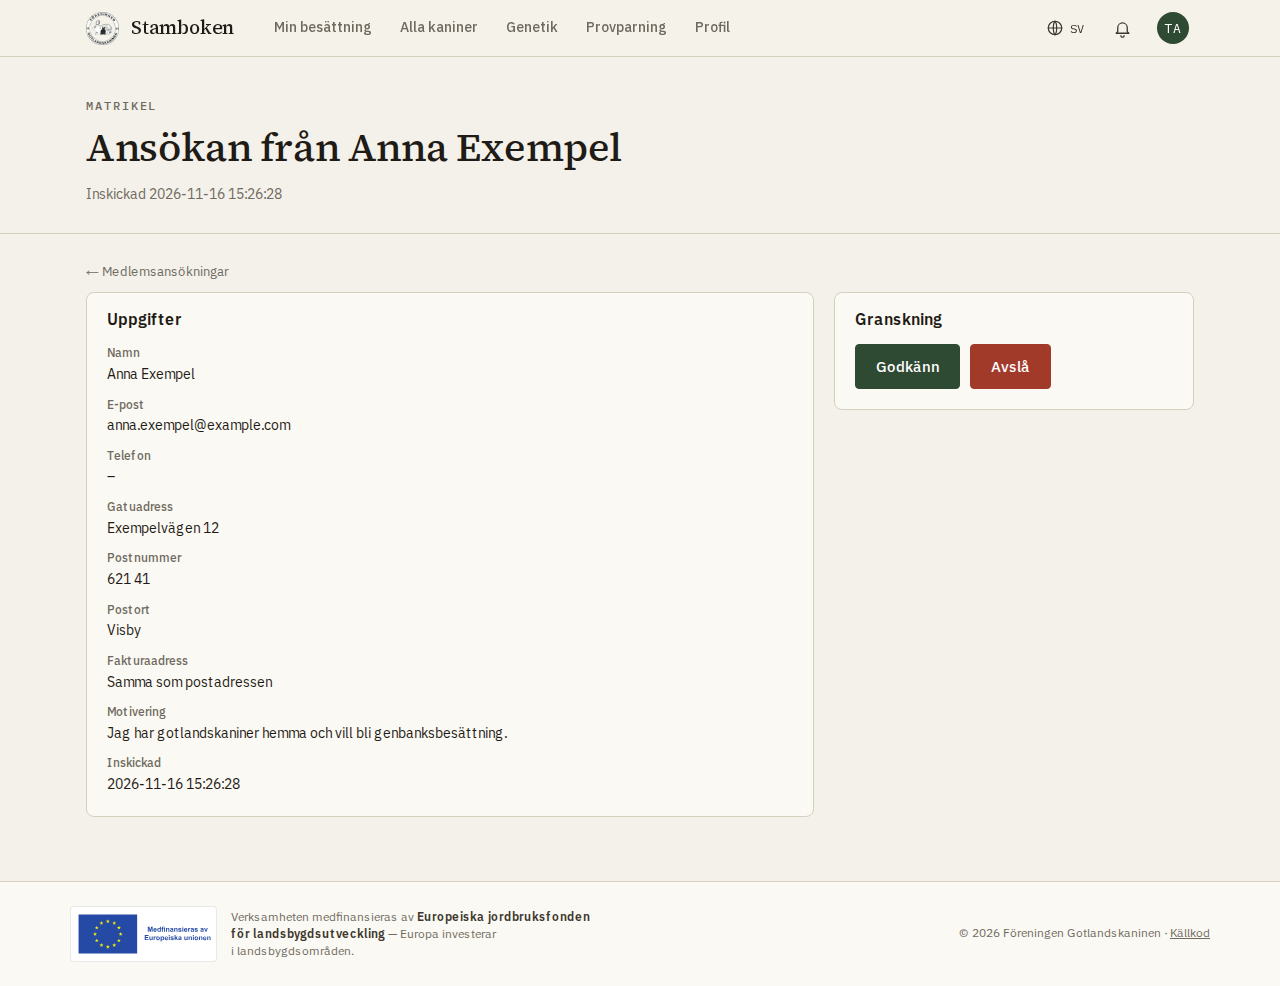 Stamboken
Min besättning
Alla kaniner
Genetik
Provparning
Profil
SV
TA
MATRIKEL
Ansökan från Anna Exempel
Inskickad 2026-11-16 15:26:28
← Medlemsansökningar
Uppgifter
Namn
Anna Exempel
E-post
anna.exempel@example.com
Telefon
–
Gatuadress
Exempelvägen 12
Postnummer
621 41
Postort
Visby
Fakturaadress
Samma som postadressen
Motivering
Jag har gotlandskaniner hemma och vill bli genbanksbesättning.
Inskickad
2026-11-16 15:26:28
Granskning
Godkänn
Avslå
Medfinansieras av
Europeiska unionen
Verksamheten medfinansieras av Europeiska jordbruksfonden
för landsbygdsutveckling — Europa investerar
i landsbygdsområden.
© 2026 Föreningen Gotlandskaninen · Källkod